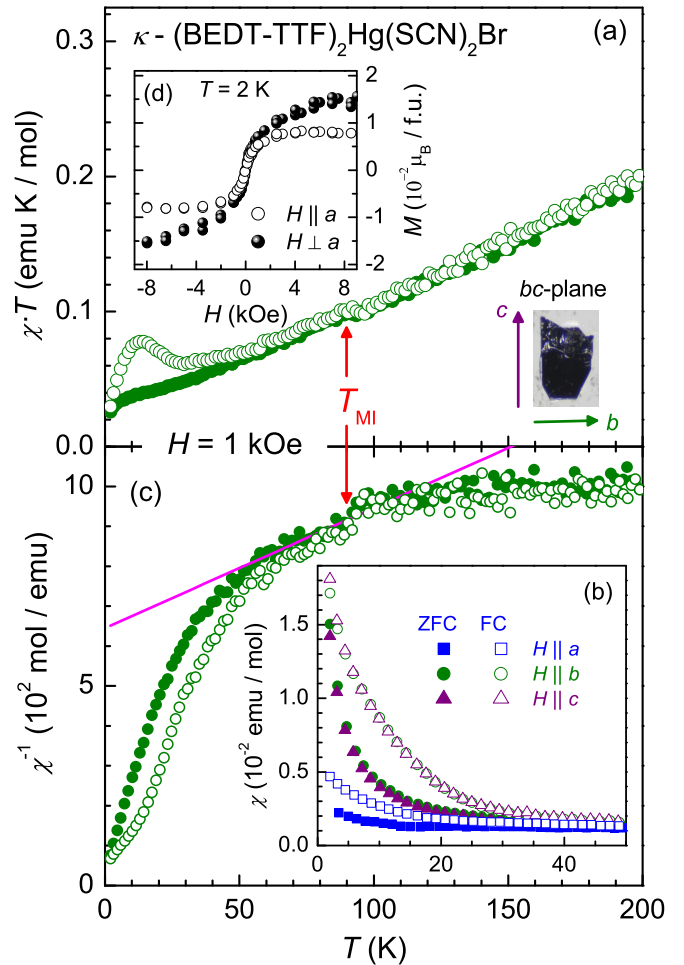 κ - (BEDT-TTF)₂Hg(SCN)₂Br
(a)
0.3
0.2
0.1
0.0
χ·T (emu K / mol)
(d)
T = 2 K
2
1
0
-1
-2
M (10⁻² μ_B / f.u.)
H || a
H ⊥ a
-8 -4 0 4 8
H (kOe)
bc-plane
c
b
T_MI
H = 1 kOe
(c)
10
5
0
χ⁻¹ (10² mol / emu)
(b)
ZFC FC
H || a
H || b
H || c
1.5
1.0
0.5
0.0
χ (10⁻² emu / mol)
0 20 40
0 50 100 150 200
T (K)